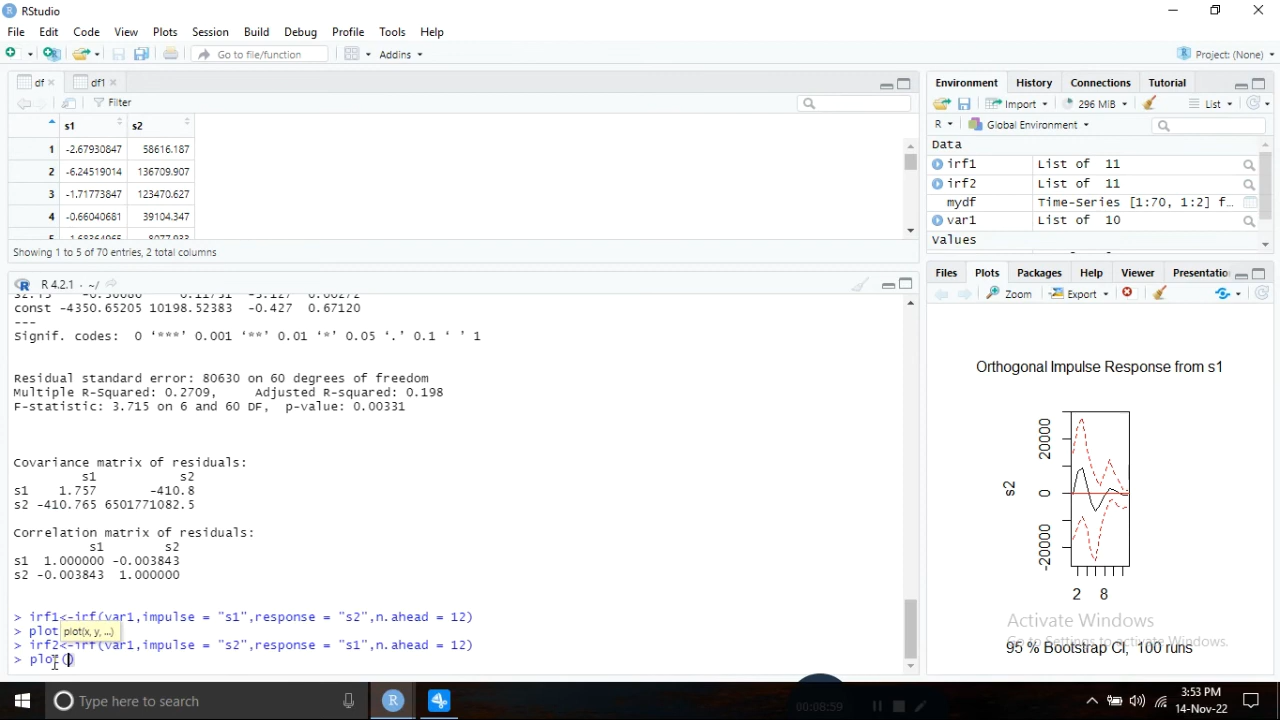 RStudio
File Edit Code View Plots Session Build Debug Profile Tools Help
Go to file/function Addins Project: (None)
df df1
Filter
s1 s2
1 -2.67930847 58616.187
2 -6.24519014 136709.907
3 -1.71773847 123470.627
4 -0.66040681 39104.347
Showing 1 to 5 of 70 entries, 2 total columns
R 4.2.1 · ~/
const -4350.65205 10198.52383 -0.427 0.67120
---
Signif. codes: 0 ‘***’ 0.001 ‘**’ 0.01 ‘*’ 0.05 ‘.’ 0.1 ‘ ’ 1
Residual standard error: 80630 on 60 degrees of freedom
Multiple R-Squared: 0.2709, Adjusted R-squared: 0.198
F-statistic: 3.715 on 6 and 60 DF, p-value: 0.00331
Covariance matrix of residuals:
s1 s2
s1 1.757 -410.8
s2 -410.765 6501771082.5
Correlation matrix of residuals:
s1 s2
s1 1.000000 -0.003843
s2 -0.003843 1.000000
> irf1<-irf(var1,impulse = "s1",response = "s2",n.ahead = 12)
> plot
plot(x, y, ...)
> irf2<-irf(var1,impulse = "s2",response = "s1",n.ahead = 12)
> plot()
Environment History Connections Tutorial
Import 296 MiB List
R Global Environment
Data
irf1 List of 11
irf2 List of 11
mydf Time-Series [1:70, 1:2] f…
var1 List of 10
Values
Files Plots Packages Help Viewer Presentatio
Zoom Export
Orthogonal Impulse Response from s1
s2
20000
0
-20000
2 8
95 % Bootstrap CI, 100 runs
Activate Windows
Go to Settings to activate Windows.
Type here to search
00:08:59
3:53 PM
14-Nov-22